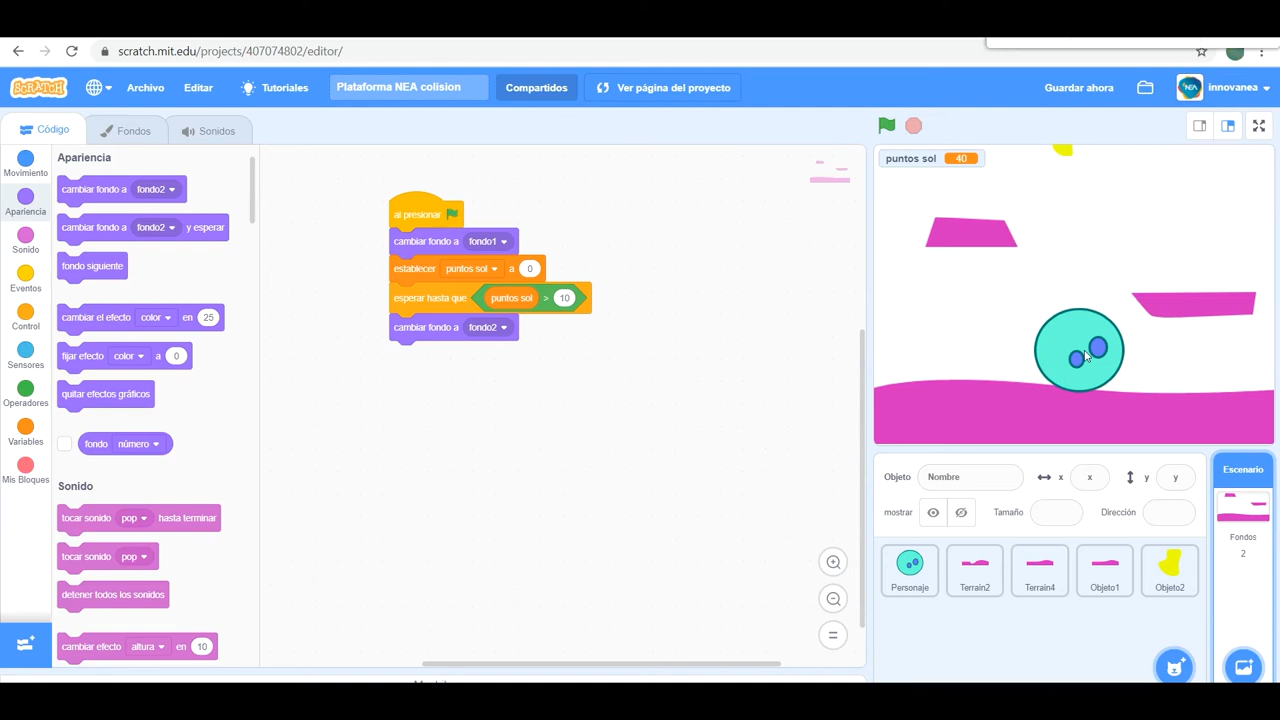 scratch.mit.edu/projects/407074802/editor/
SCRATCH Archivo Editar Tutoriales Plataforma NEA colision Compartidos Ver página del proyecto Guardar ahora NEA innovanea
Código Fondos Sonidos
Movimiento
Apariencia
Sonido
Eventos
Control
Sensores
Operadores
Variables
Mis Bloques
Apariencia
cambiar fondo a fondo2
cambiar fondo a fondo2 y esperar
fondo siguiente
cambiar el efecto color en 25
fijar efecto color a 0
quitar efectos gráficos
fondo número
Sonido
tocar sonido pop hasta terminar
tocar sonido pop
detener todos los sonidos
cambiar efecto altura en 10
al presionar
cambiar fondo a fondo1
establecer puntos sol a 0
esperar hasta que puntos sol > 10
cambiar fondo a fondo2
puntos sol 40
Objeto Nombre x x y y
mostrar Tamaño Dirección
Personaje Terrain2 Terrain4 Objeto1 Objeto2
Escenario
Fondos
2